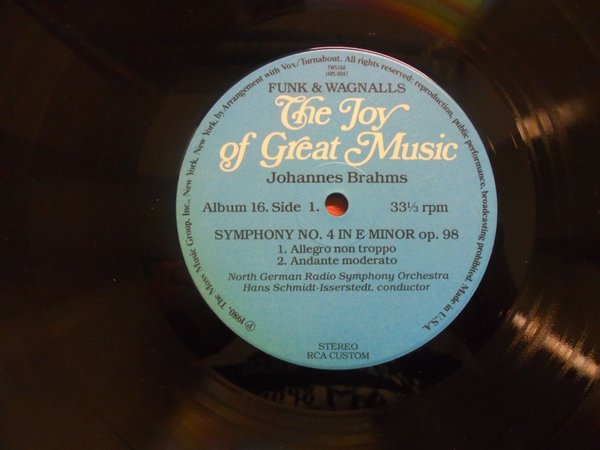 ℗ 1980, The Moss Music Group, Inc., New York, New York, by Arrangement with Vox/Turnabout. All rights reserved: reproduction, public performance, broadcasting prohibited. Made in U.S.A.
FUNK & WAGNALLS
The Joy
of Great Music
Johannes Brahms
Album 16. Side 1.
33⅓ rpm
SYMPHONY NO. 4 IN E MINOR op. 98
1. Allegro non troppo
2. Andante moderato
North German Radio Symphony Orchestra
Hans Schmidt-Isserstedt, conductor
STEREO
RCA CUSTOM